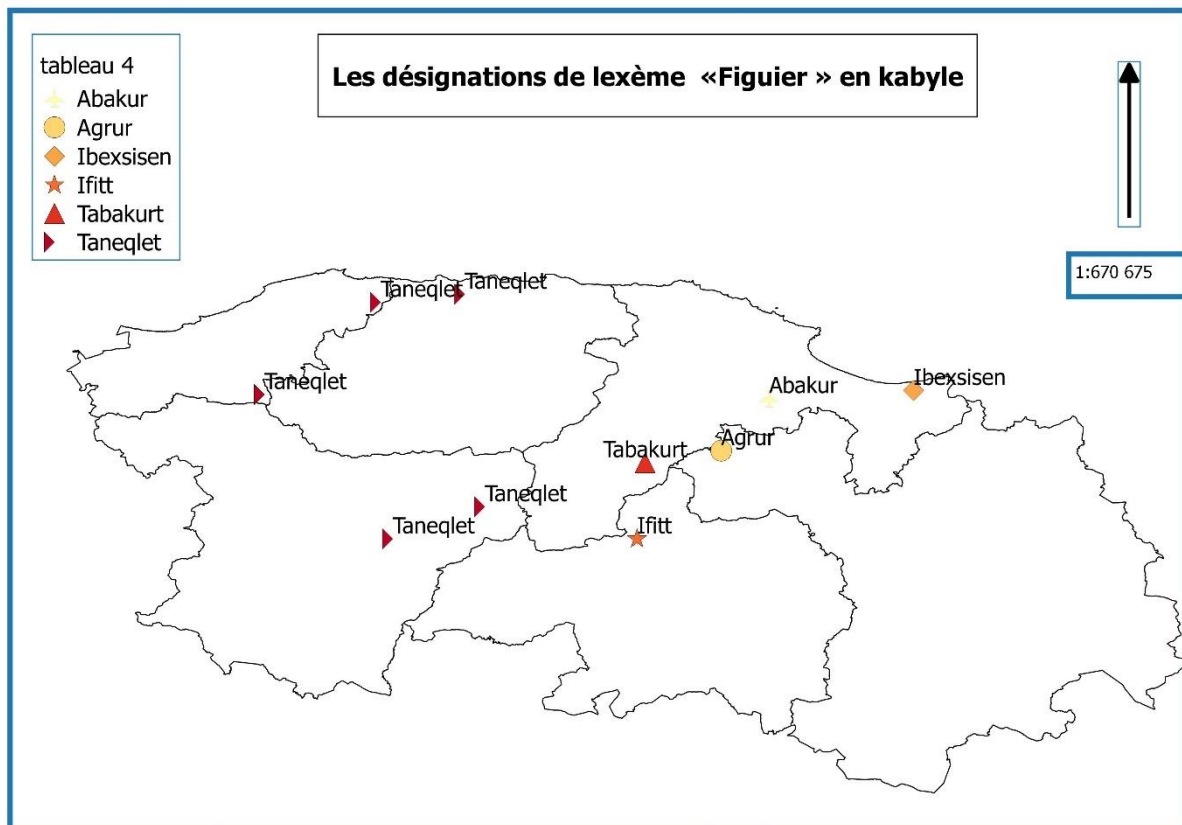 Les désignations de lexème «Figuier » en kabyle
tableau 4
Abakur
Agrur
Ibexsisen
Ifitt
Tabakurt
Taneqlet
1:670 675
Taneqlet
Taneqlet
Taneqlet
Ibexsisen
Abakur
Agrur
Tabakurt
Taneqlet
Taneqlet
Ifitt